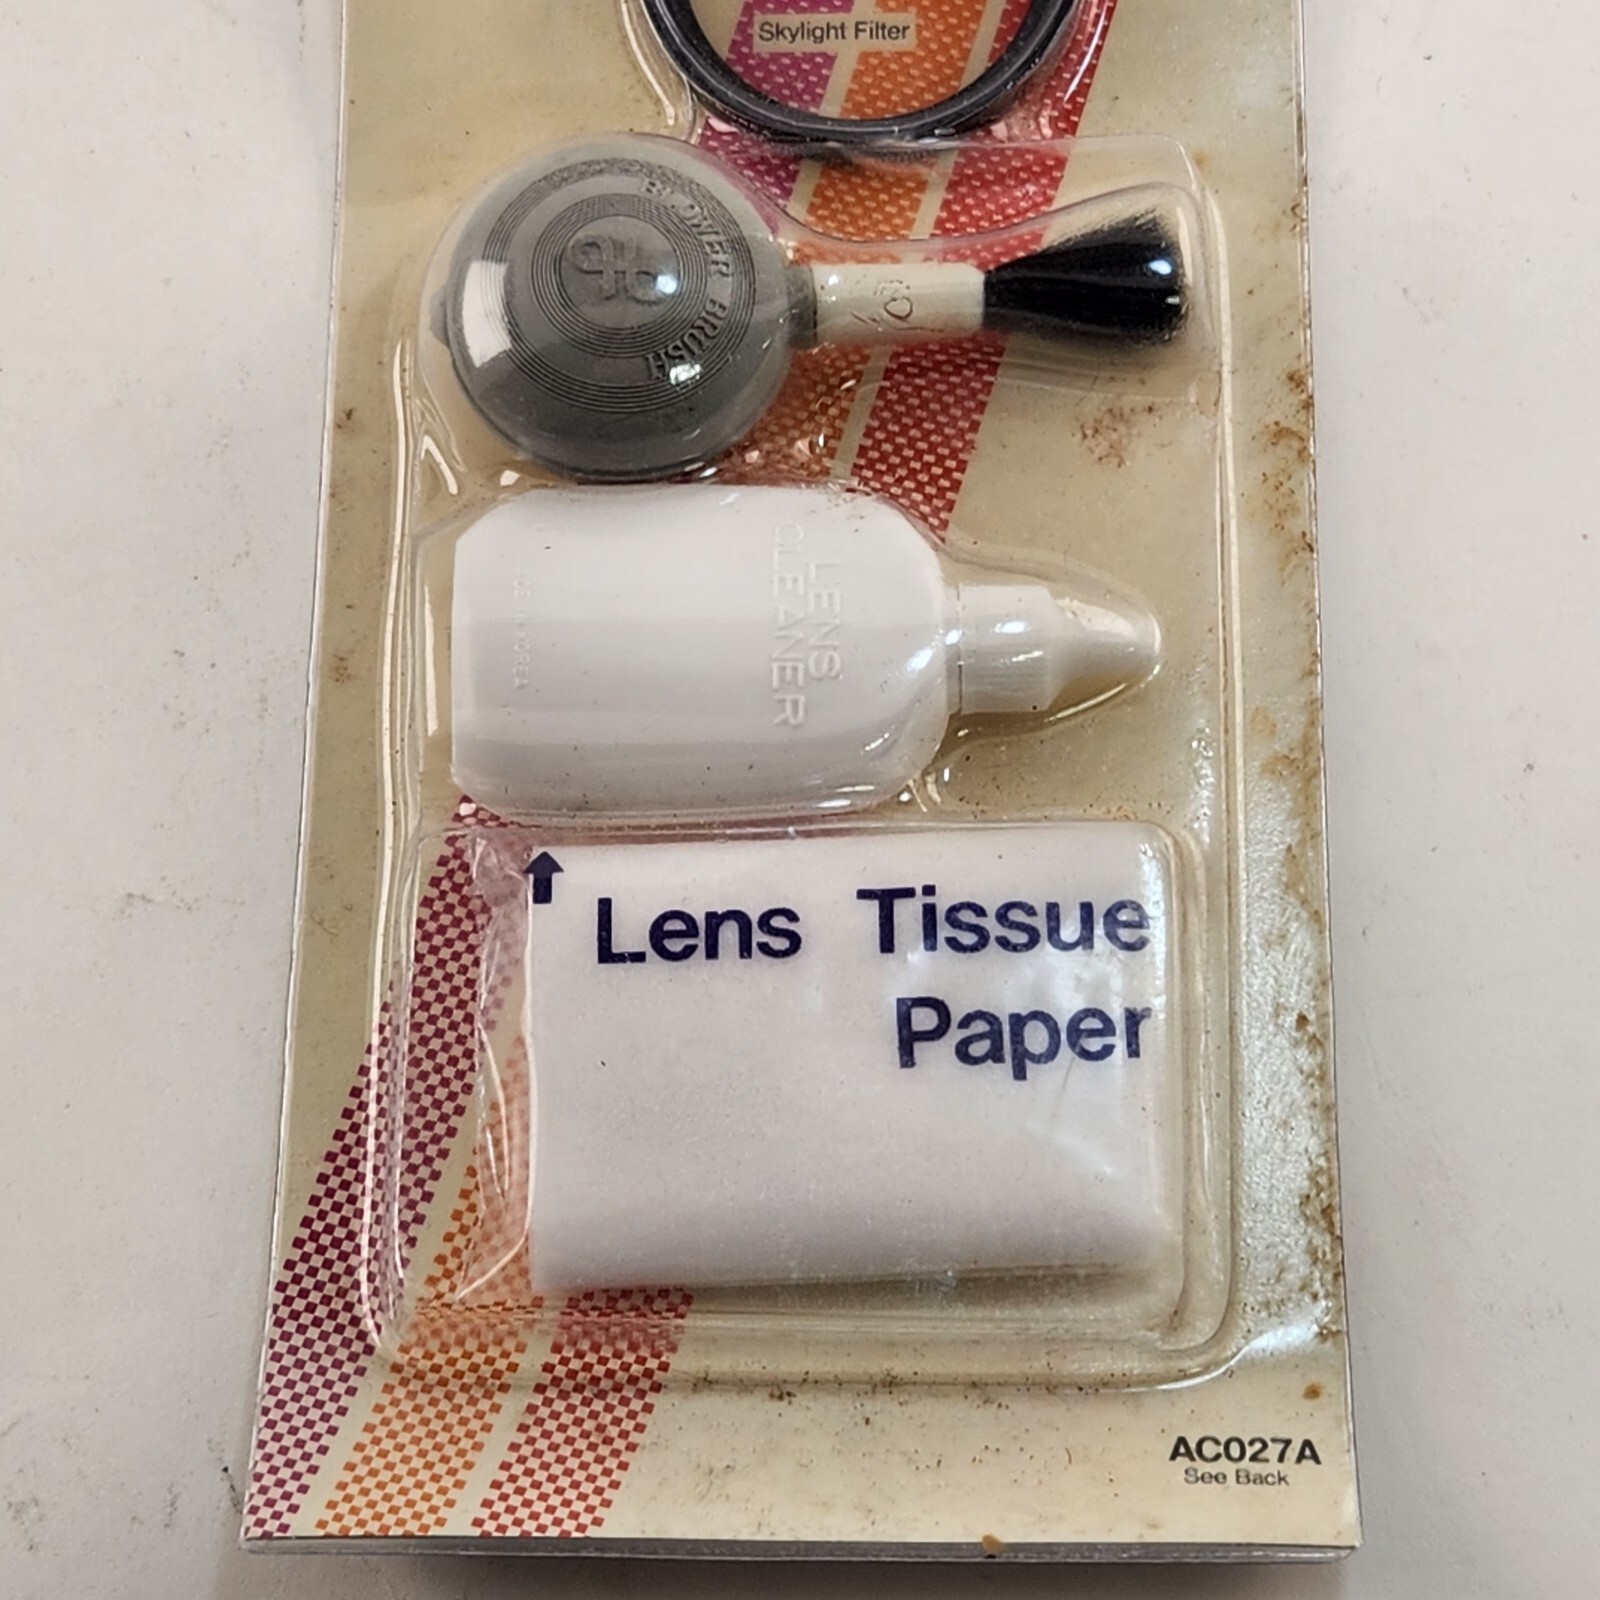 Skylight Filter
BLOWER BRUSH
LENS
CLEANER
Lens Tissue
Paper
AC027A
See Back